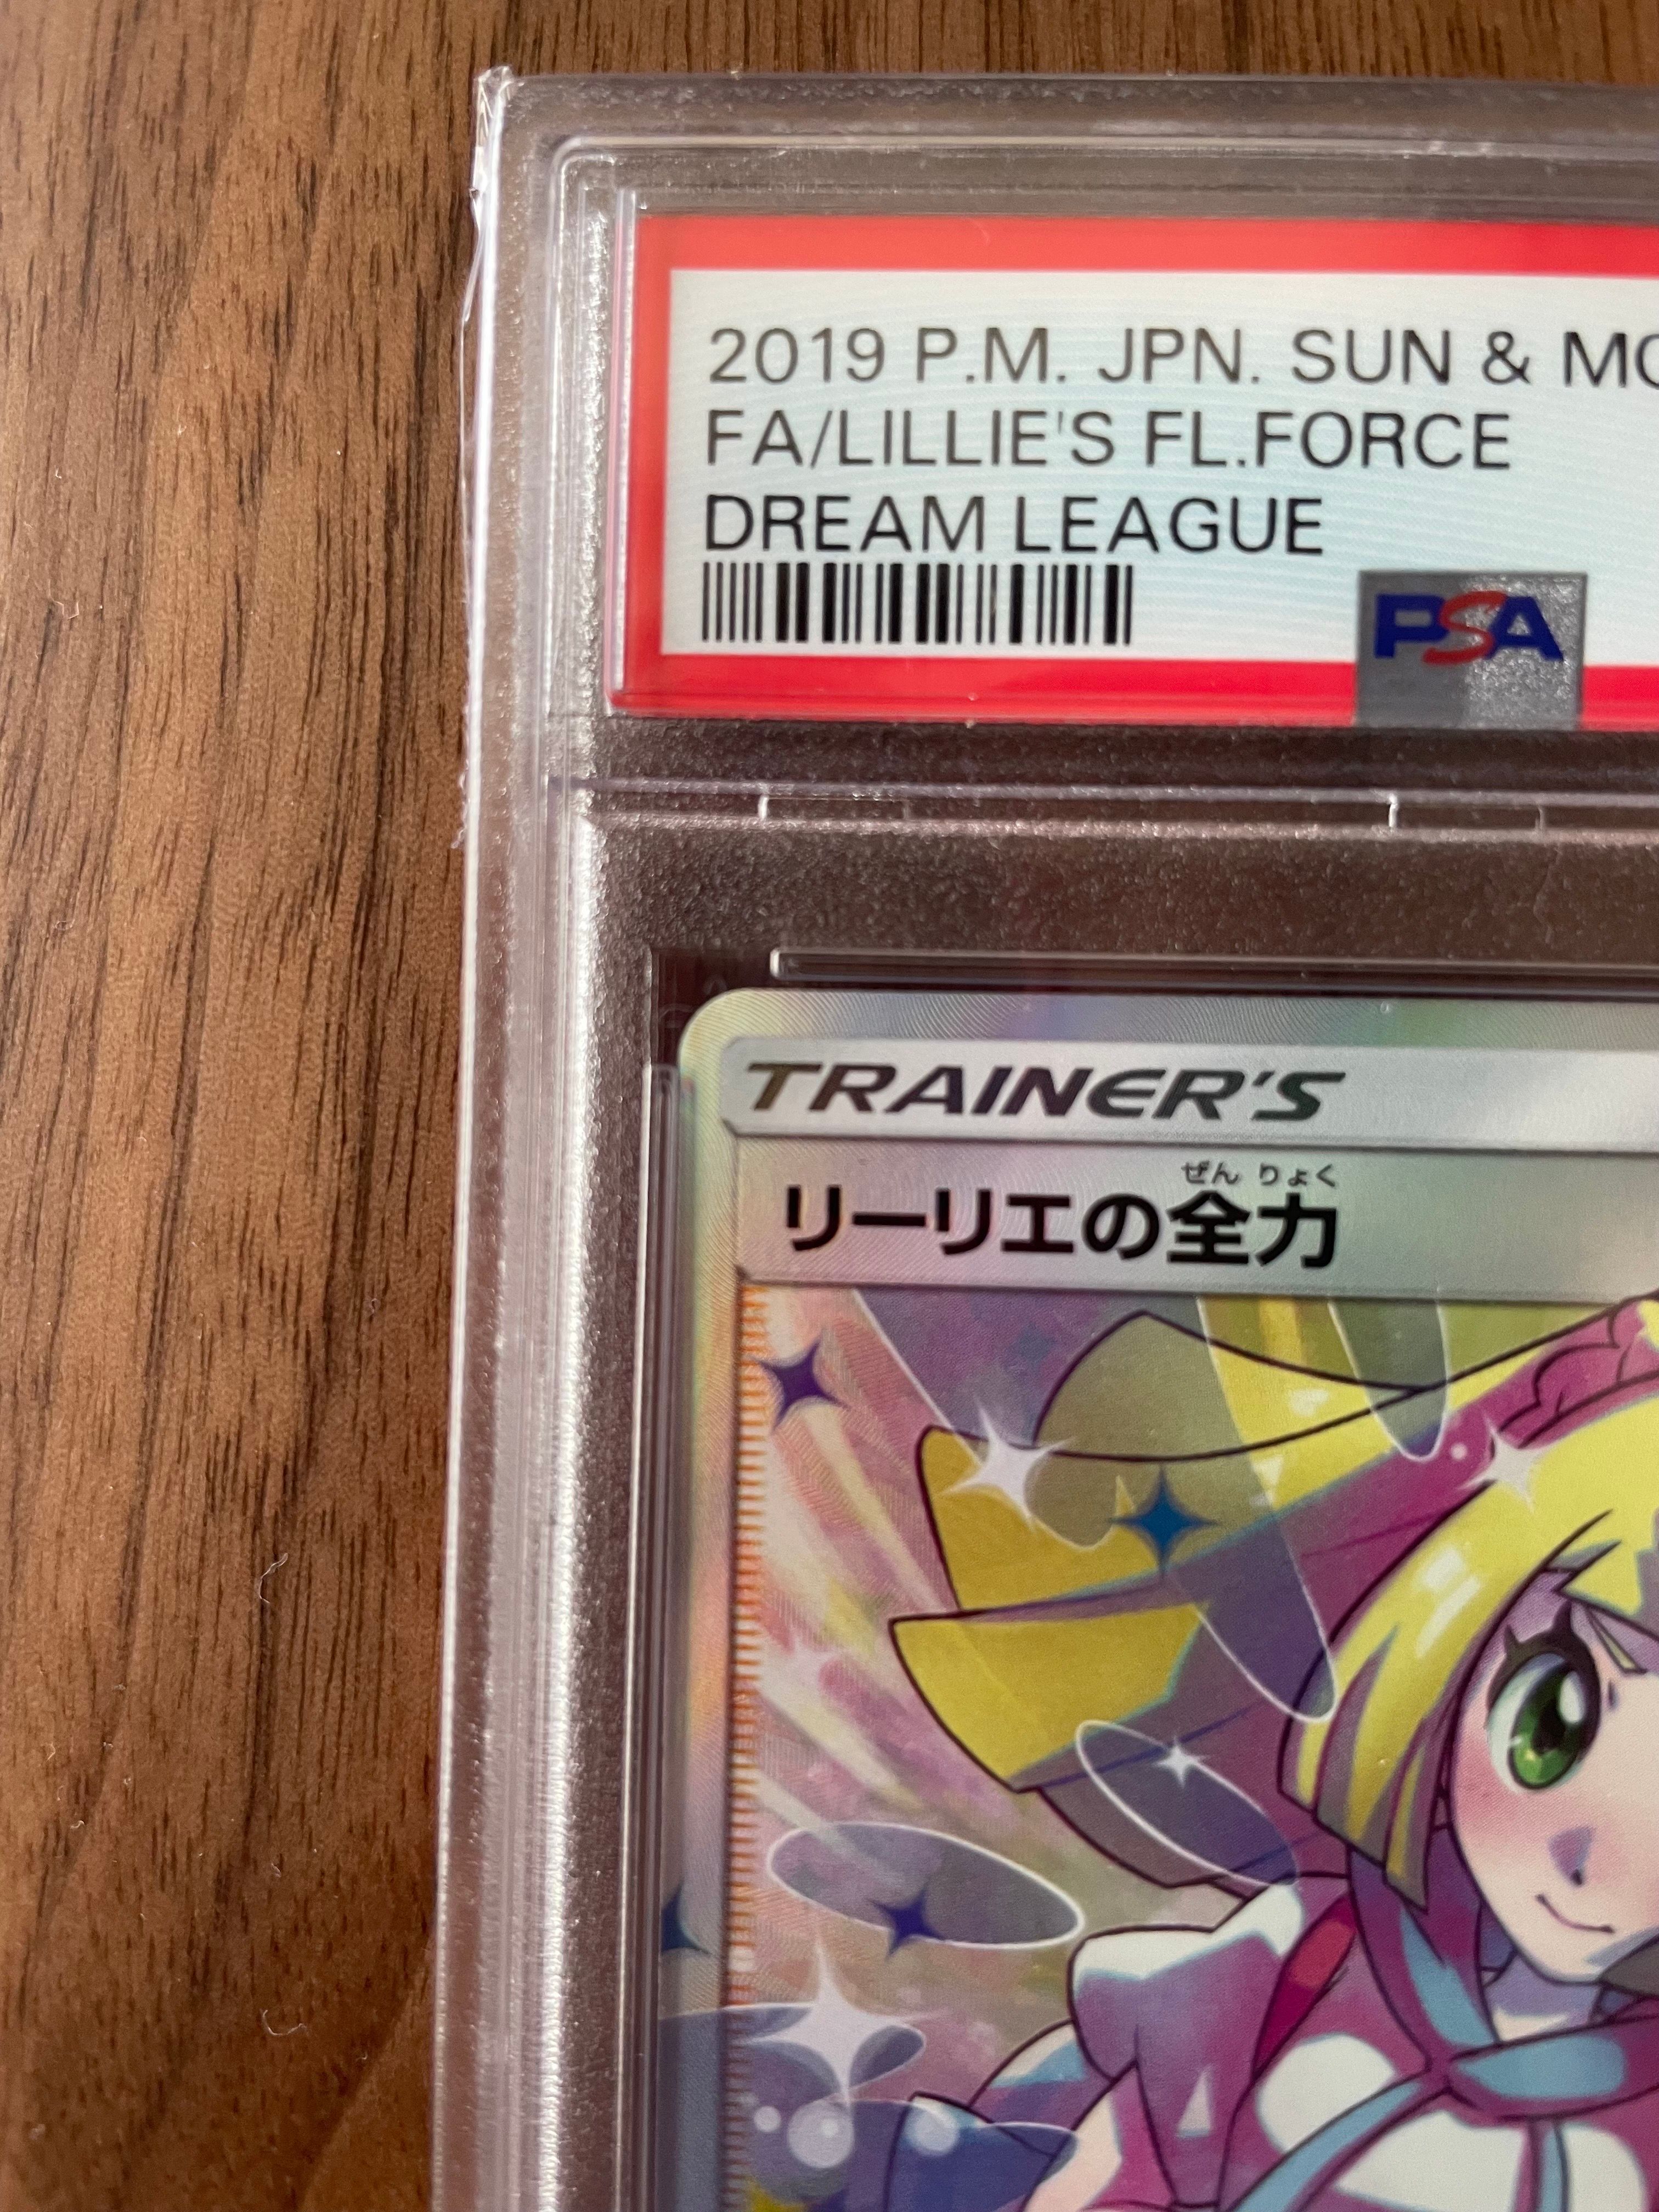 2019 P.M. JPN. SUN & MO
FA/LILLIE'S FL.FORCE
DREAM LEAGUE
PSA
TRAINER'S
ぜんりょく
リーリエの全力